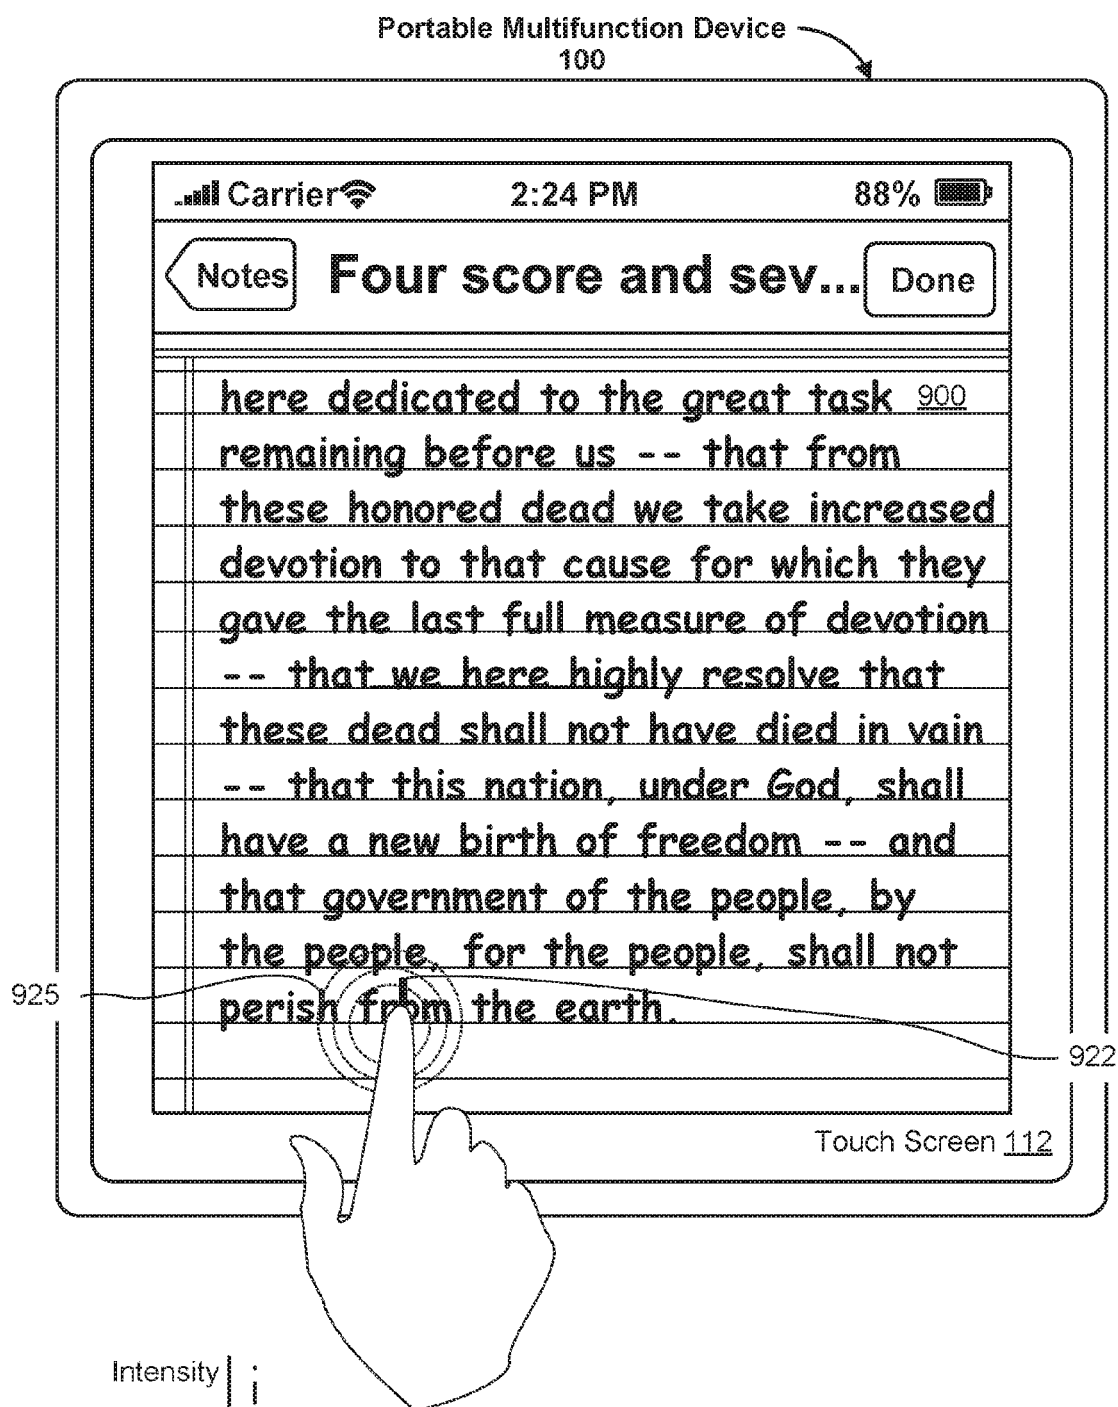 Portable Multifunction Device
100
Carrier 2:24 PM 88%
Notes Four score and sev... Done
here dedicated to the great task 900
remaining before us -- that from
these honored dead we take increased
devotion to that cause for which they
gave the last full measure of devotion
-- that we here highly resolve that
these dead shall not have died in vain
-- that this nation, under God, shall
have a new birth of freedom -- and
that government of the people, by
the people, for the people, shall not
925
perish from the earth.
922
Touch Screen 112
Intensity